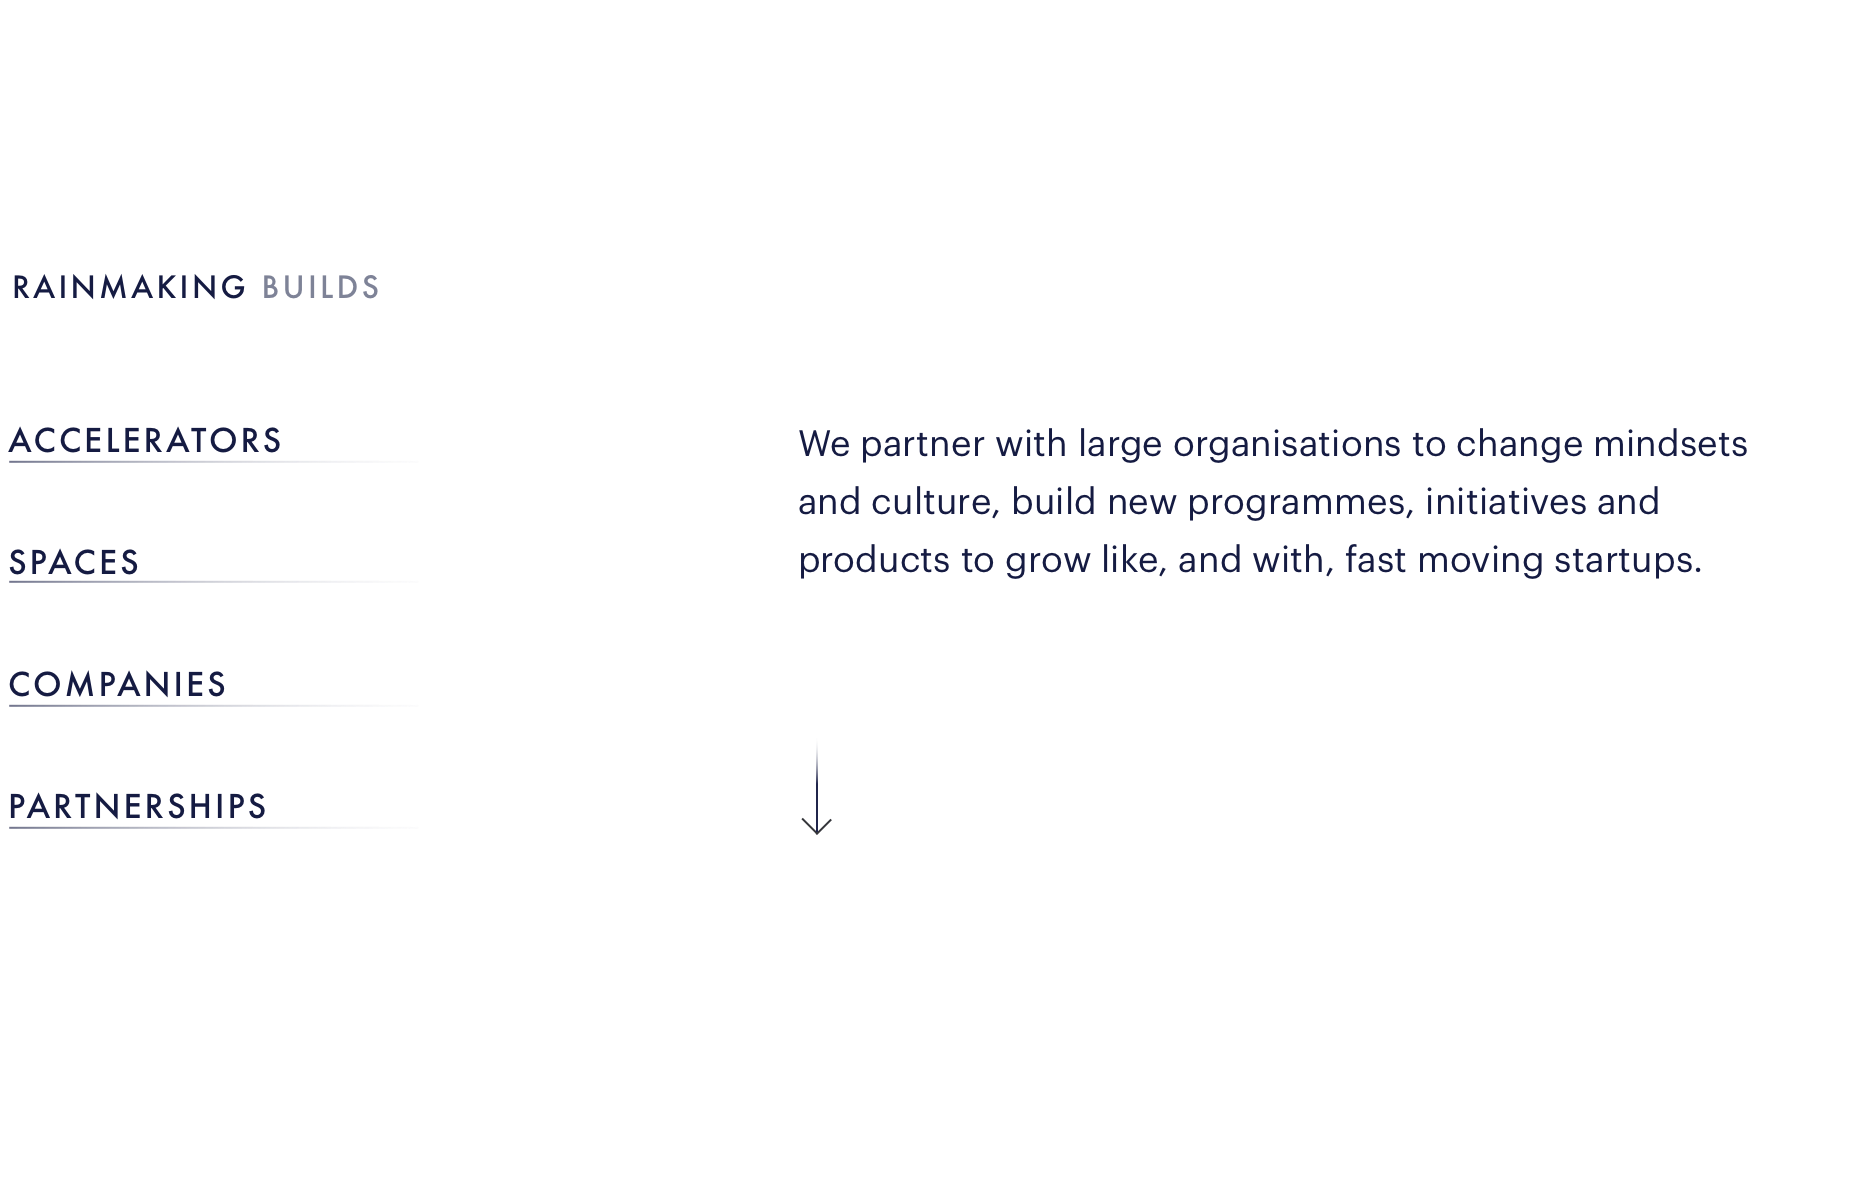 RAINMAKING BUILDS
ACCELERATORS
SPACES
COMPANIES
PARTNERSHIPS
We partner with large organisations to change mindsets
and culture, build new programmes, initiatives and
products to grow like, and with, fast moving startups.